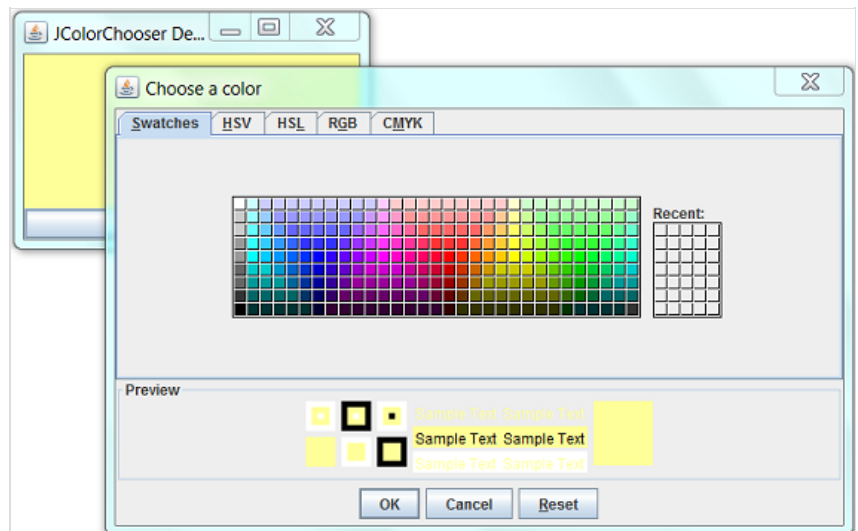 JColorChooser De...
Choose a color
Swatches HSV HSL RGB CMYK
Recent:
Preview
Sample Text Sample Text
Sample Text Sample Text
Sample Text Sample Text
OK Cancel Reset